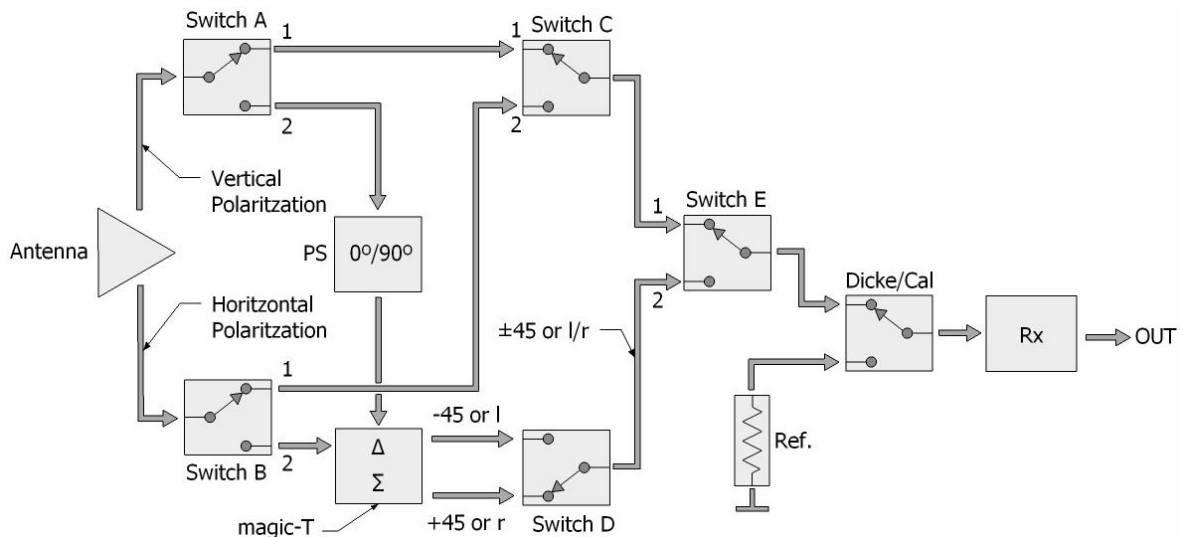 Switch A
1
2
Switch C
1
2
Vertical
Polaritzation
Antenna
PS
0º/90º
Switch E
1
2
Horitzontal
Polaritzation
±45 or l/r
Dicke/Cal
Rx
OUT
1
2
Switch B
-45 or l
Δ
Σ
+45 or r
Switch D
magic-T
Ref.